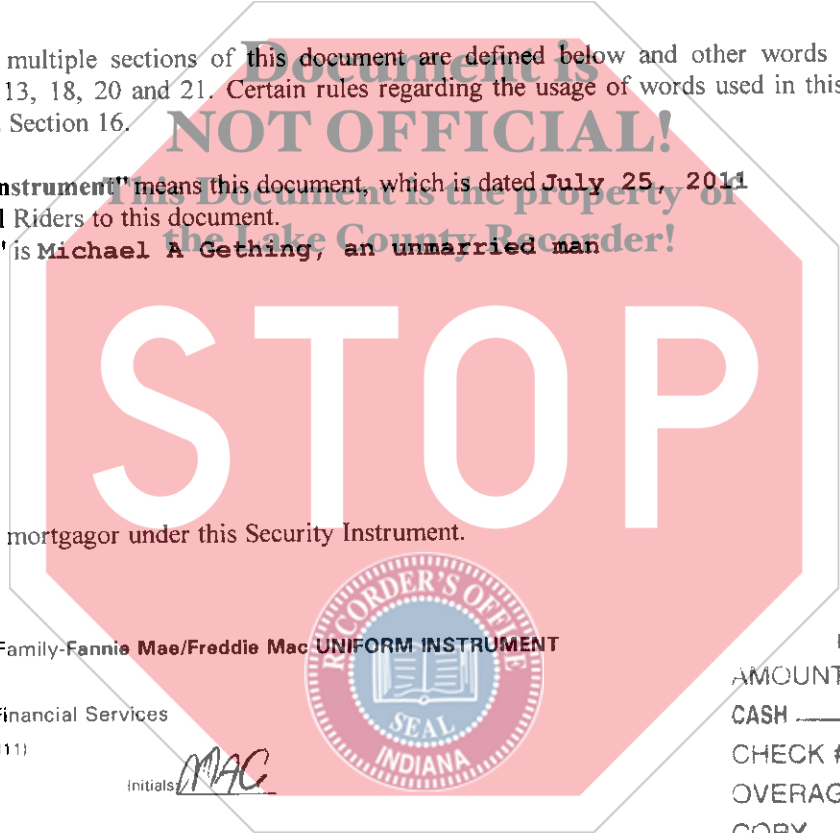 multiple sections of this document are defined below and other words
Document is
13, 18, 20 and 21. Certain rules regarding the usage of words used in this
Section 16.
NOT OFFICIAL!
nstrument" means this document, which is dated July 25, 2011
This Document is the property of
Riders to this document.
the Lake County Recorder!
" is Michael A Gething, an unmarried man
STOP
mortgagor under this Security Instrument.
RECORDER'S OFFICE
SEAL
INDIANA
Family-Fannie Mae/Freddie Mac UNIFORM INSTRUMENT
AMOUNT
Financial Services
CASH
11)
CHECK #
Initials: MAG
OVERAG
COPY